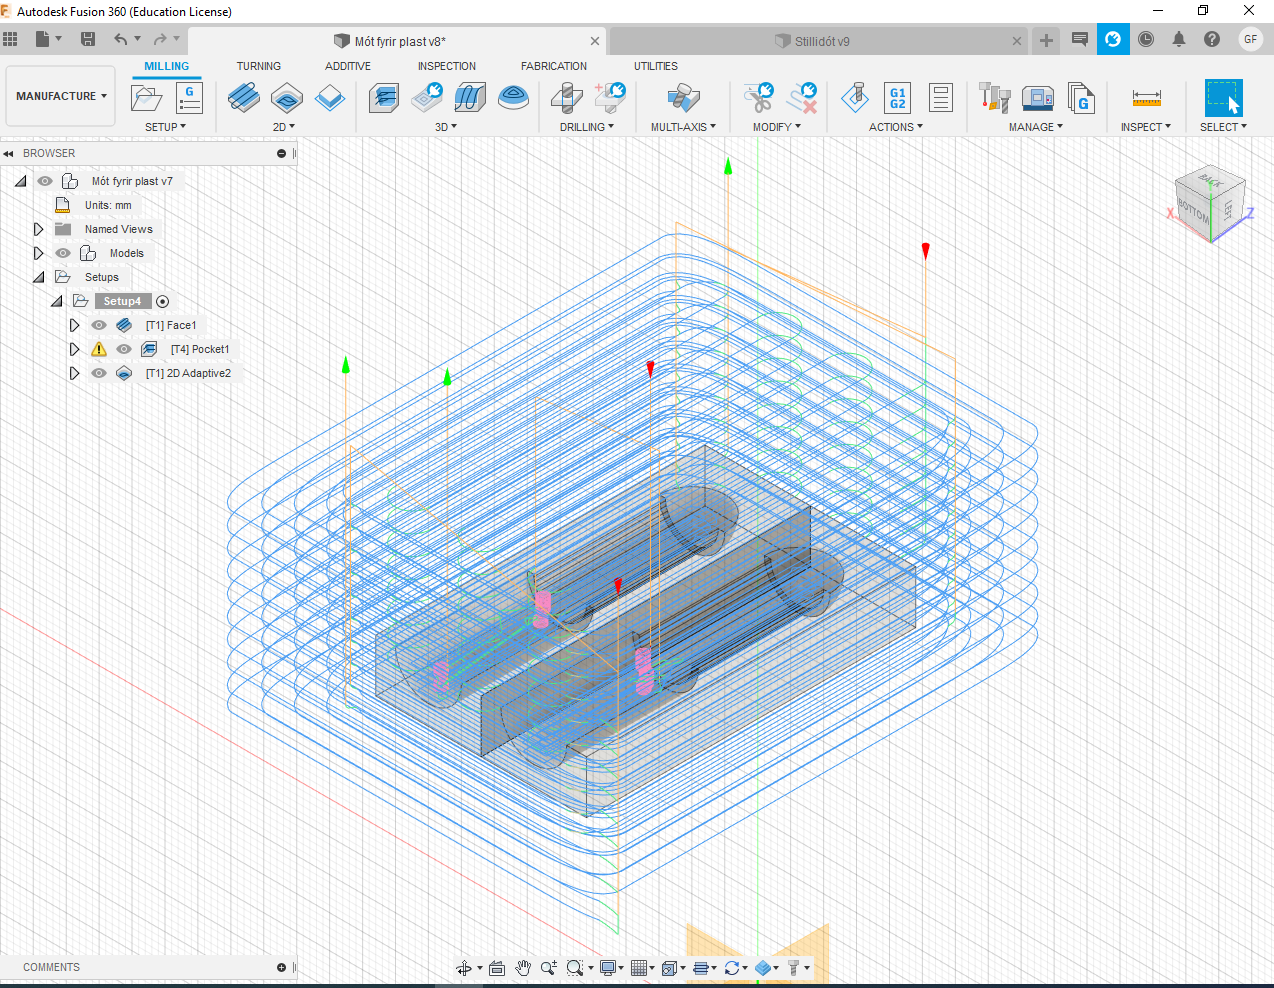 Autodesk Fusion 360 (Education License)
Mót fyrir plast v8*
Stillidót v9
GF
MANUFACTURE
MILLING TURNING ADDITIVE INSPECTION FABRICATION UTILITIES
G
G1
G2
G
SETUP 2D 3D DRILLING MULTI-AXIS MODIFY ACTIONS MANAGE INSPECT SELECT
BROWSER
Mót fyrir plast v7
Units: mm
Named Views
Models
Setups
Setup4
[T1] Face1
[T4] Pocket1
[T1] 2D Adaptive2
BACK
BOTTOM
X
Z
COMMENTS